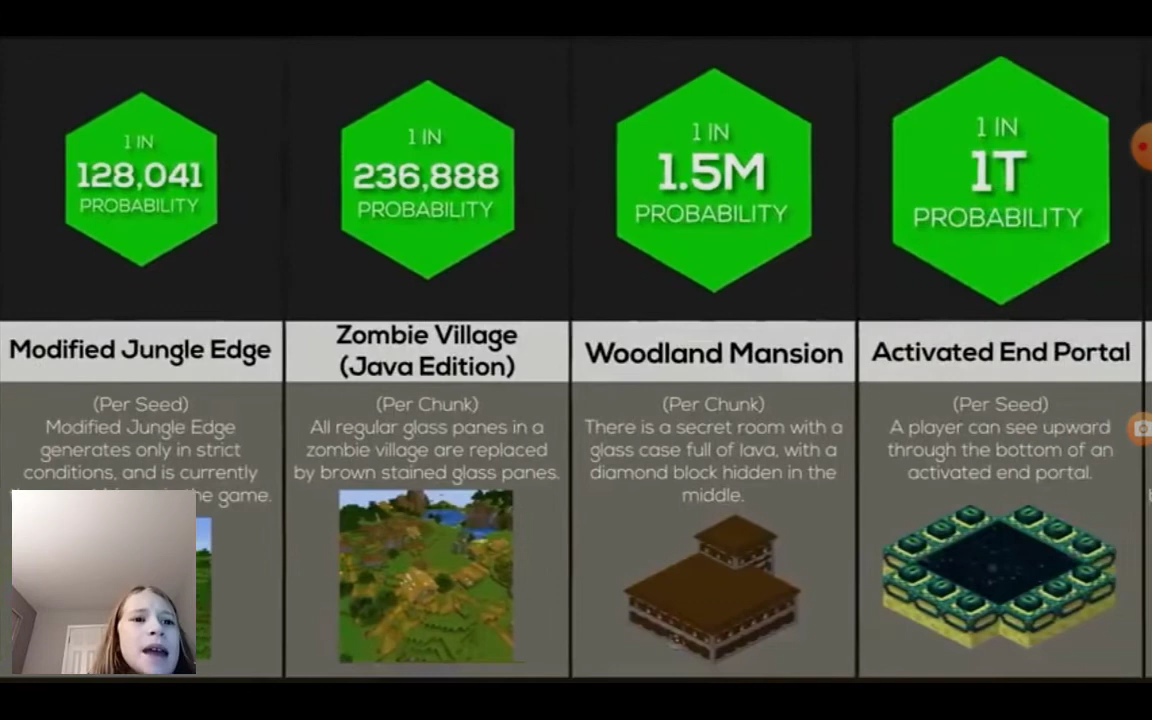 1 IN
128,041
PROBABILITY
Modified Jungle Edge
(Per Seed)
Modified Jungle Edge
generates only in strict
conditions, and is currently
the game.
1 IN
236,888
PROBABILITY
Zombie Village
(Java Edition)
(Per Chunk)
All regular glass panes in a
zombie village are replaced
by brown stained glass panes.
1 IN
1.5M
PROBABILITY
Woodland Mansion
(Per Chunk)
There is a secret room with a
glass case full of lava, with a
diamond block hidden in the
middle.
1 IN
1T
PROBABILITY
Activated End Portal
(Per Seed)
A player can see upward
through the bottom of an
activated end portal.